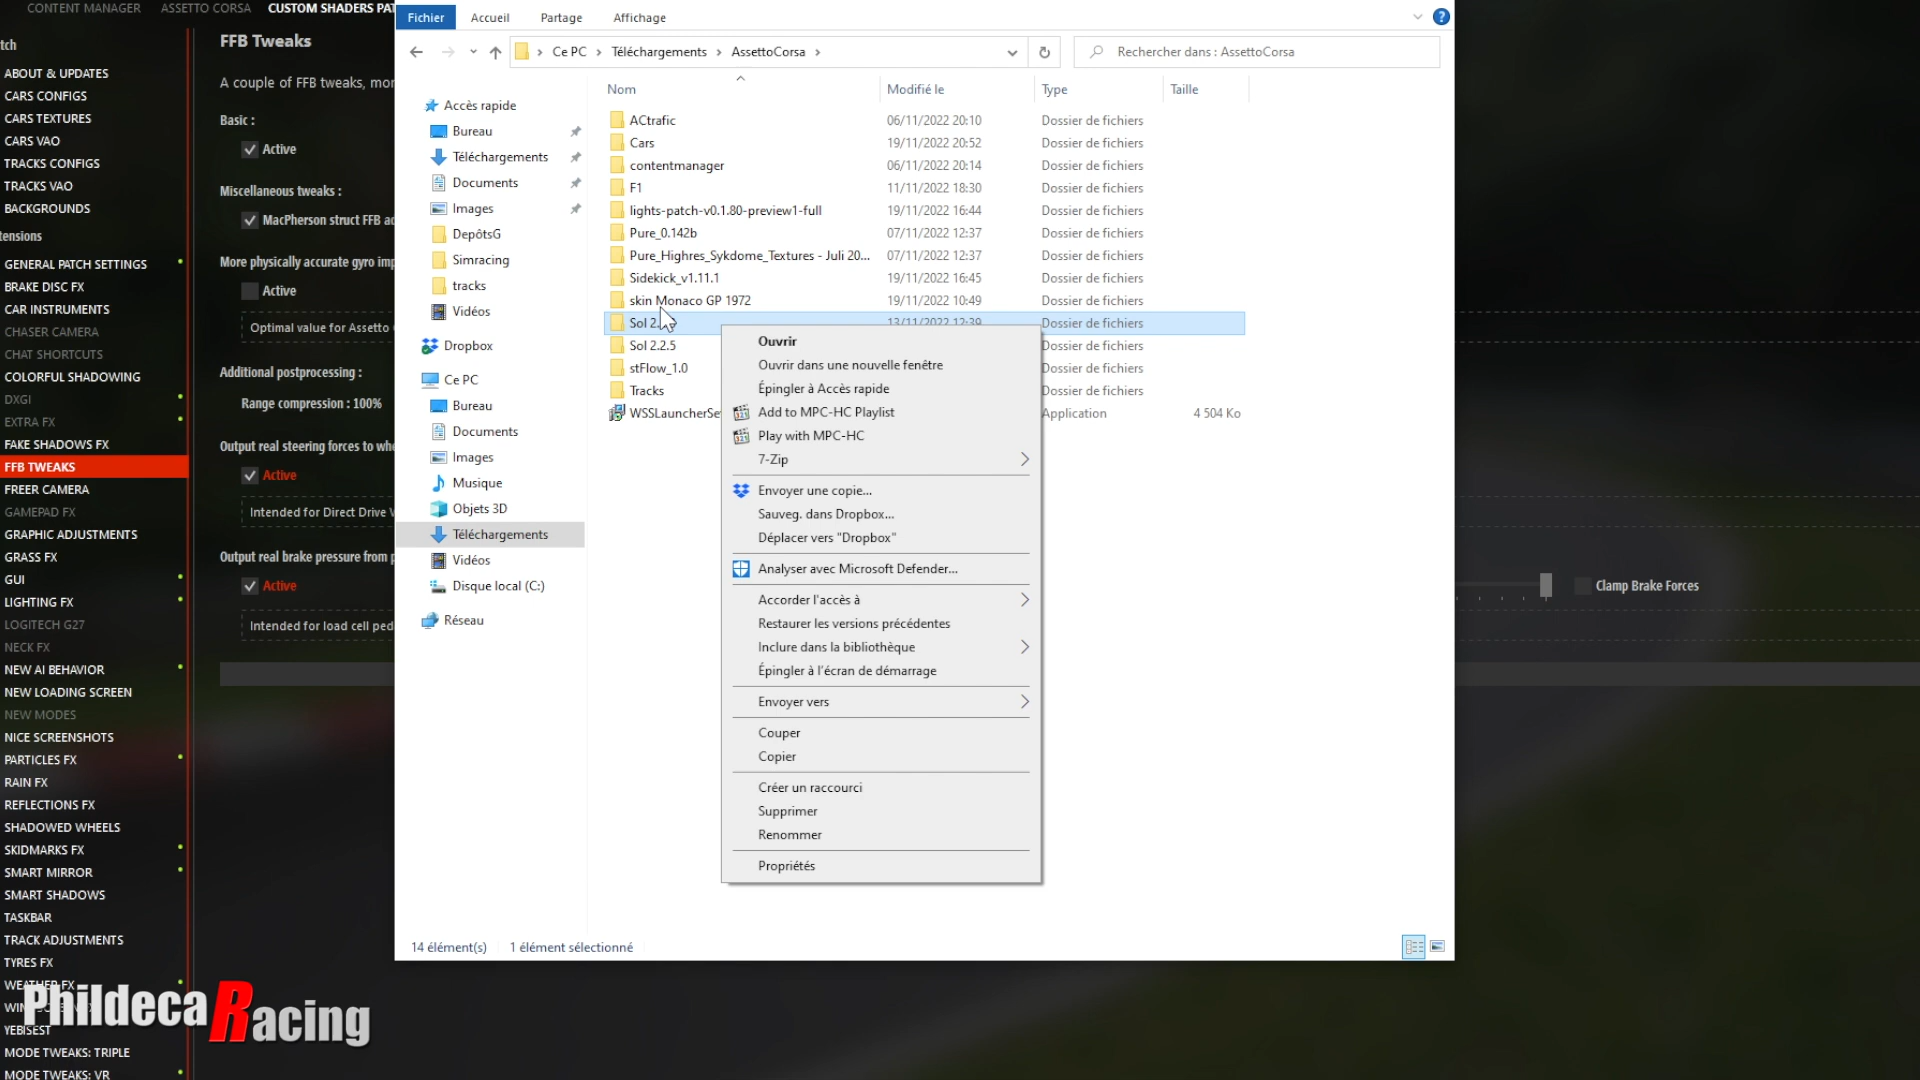 CONTENT MANAGER
ASSETTO CORSA
CUSTOM SHADERS PAT
tch
ABOUT & UPDATES
CARS CONFIGS
CARS TEXTURES
CARS VAO
TRACKS CONFIGS
TRACKS VAO
BACKGROUNDS
tensions
GENERAL PATCH SETTINGS
BRAKE DISC FX
CAR INSTRUMENTS
CHASER CAMERA
CHAT SHORTCUTS
COLORFUL SHADOWING
DXGI
EXTRA FX
FAKE SHADOWS FX
FFB TWEAKS
FREER CAMERA
GAMEPAD FX
GRAPHIC ADJUSTMENTS
GRASS FX
GUI
LIGHTING FX
LOGITECH G27
NECK FX
NEW AI BEHAVIOR
NEW LOADING SCREEN
NEW MODES
NICE SCREENSHOTS
PARTICLES FX
RAIN FX
REFLECTIONS FX
SHADOWED WHEELS
SKIDMARKS FX
SMART MIRROR
SMART SHADOWS
TASKBAR
TRACK ADJUSTMENTS
TYRES FX
WEATHER FX
YEBISEST
MODE TWEAKS: TRIPLE
MODE TWEAKS: VR
PhildecaRacing
FFB Tweaks
A couple of FFB tweaks, mor
Basic :
Active
Miscellaneous tweaks :
MacPherson struct FFB ad
More physically accurate gyro imp
Active
Optimal value for Assetto
Additional postprocessing :
Range compression : 100%
Output real steering forces to whe
Active
Intended for Direct Drive
Output real brake pressure from p
Active
Intended for load cell ped
Clamp Brake Forces
Fichier
Accueil
Partage
Affichage
Ce PC
Téléchargements
AssettoCorsa
Rechercher dans : AssettoCorsa
Accès rapide
Bureau
Téléchargements
Documents
Images
DepôtsG
Simracing
tracks
Vidéos
Dropbox
Ce PC
Bureau
Documents
Images
Musique
Objets 3D
Téléchargements
Vidéos
Disque local (C:)
Réseau
Nom Modifié le Type Taille
ACtrafic 06/11/2022 20:10 Dossier de fichiers
Cars 19/11/2022 20:52 Dossier de fichiers
contentmanager 06/11/2022 20:14 Dossier de fichiers
F1 11/11/2022 18:30 Dossier de fichiers
lights-patch-v0.1.80-preview1-full 19/11/2022 16:44 Dossier de fichiers
Pure_0.142b 07/11/2022 12:37 Dossier de fichiers
Pure_Highres_Sykdome_Textures - Juli 20... 07/11/2022 12:37 Dossier de fichiers
Sidekick_v1.11.1 19/11/2022 16:45 Dossier de fichiers
skin Monaco GP 1972 19/11/2022 10:49 Dossier de fichiers
Sol 2. 13/11/2022 12:39 Dossier de fichiers
Sol 2.2.5 Dossier de fichiers
stFlow_1.0 Dossier de fichiers
Tracks Dossier de fichiers
WSSLauncherSe Application 4 504 Ko
Ouvrir
Ouvrir dans une nouvelle fenêtre
Épingler à Accès rapide
Add to MPC-HC Playlist
Play with MPC-HC
7-Zip
Envoyer une copie...
Sauveg. dans Dropbox...
Déplacer vers "Dropbox"
Analyser avec Microsoft Defender...
Accorder l'accès à
Restaurer les versions précédentes
Inclure dans la bibliothèque
Épingler à l'écran de démarrage
Envoyer vers
Couper
Copier
Créer un raccourci
Supprimer
Renommer
Propriétés
14 élément(s)
1 élément sélectionné